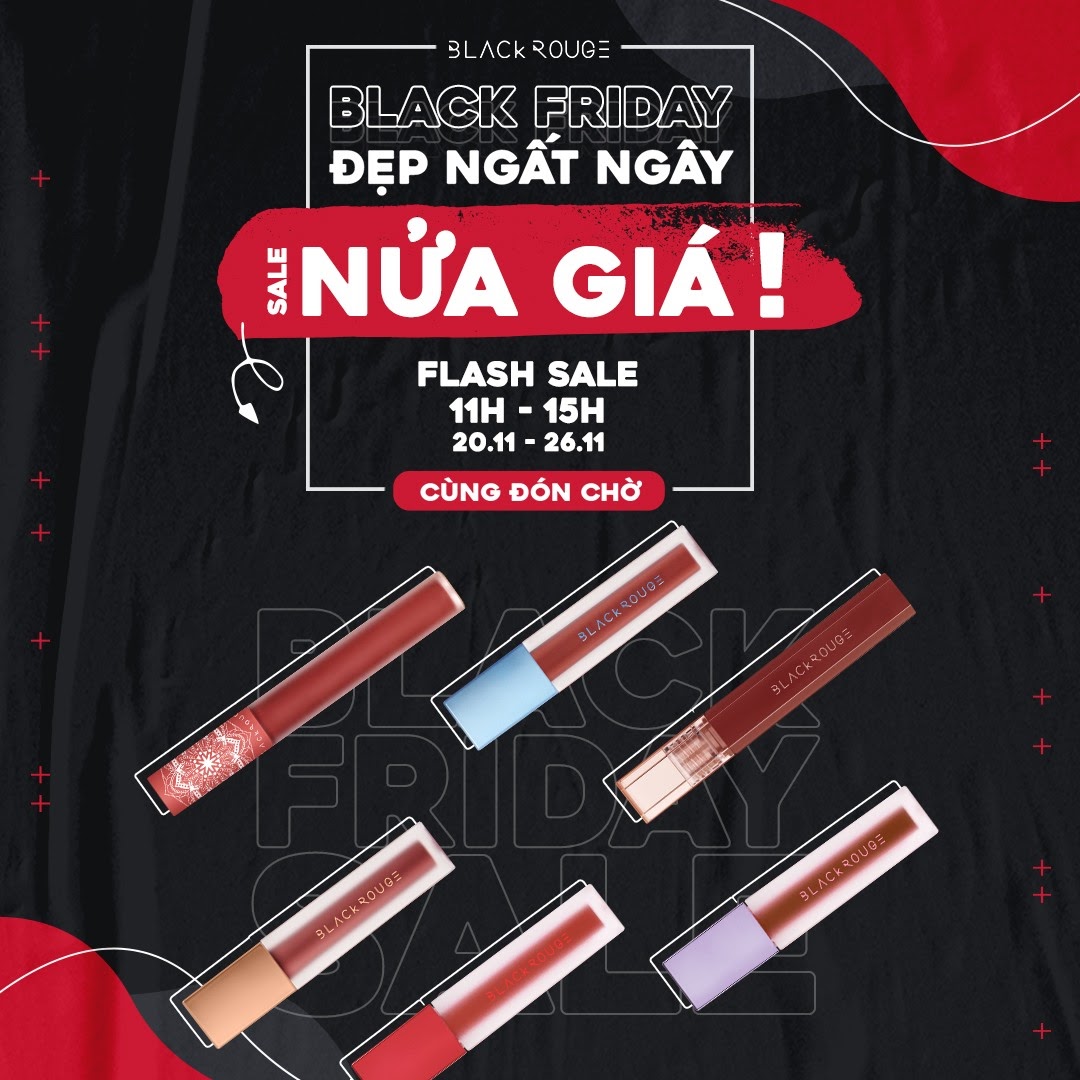 BLACK ROUGE
BLACK FRIDAY
ĐẸP NGẤT NGÂY
SALE
NỬA GIÁ !
FLASH SALE
11H - 15H
20.11 - 26.11
CÙNG ĐÓN CHỜ
BLACK
FRIDAY
SALE
BLACK ROUGE
BLACK ROUGE
BLACK ROUGE
BLACK ROUGE
BLACK ROUGE